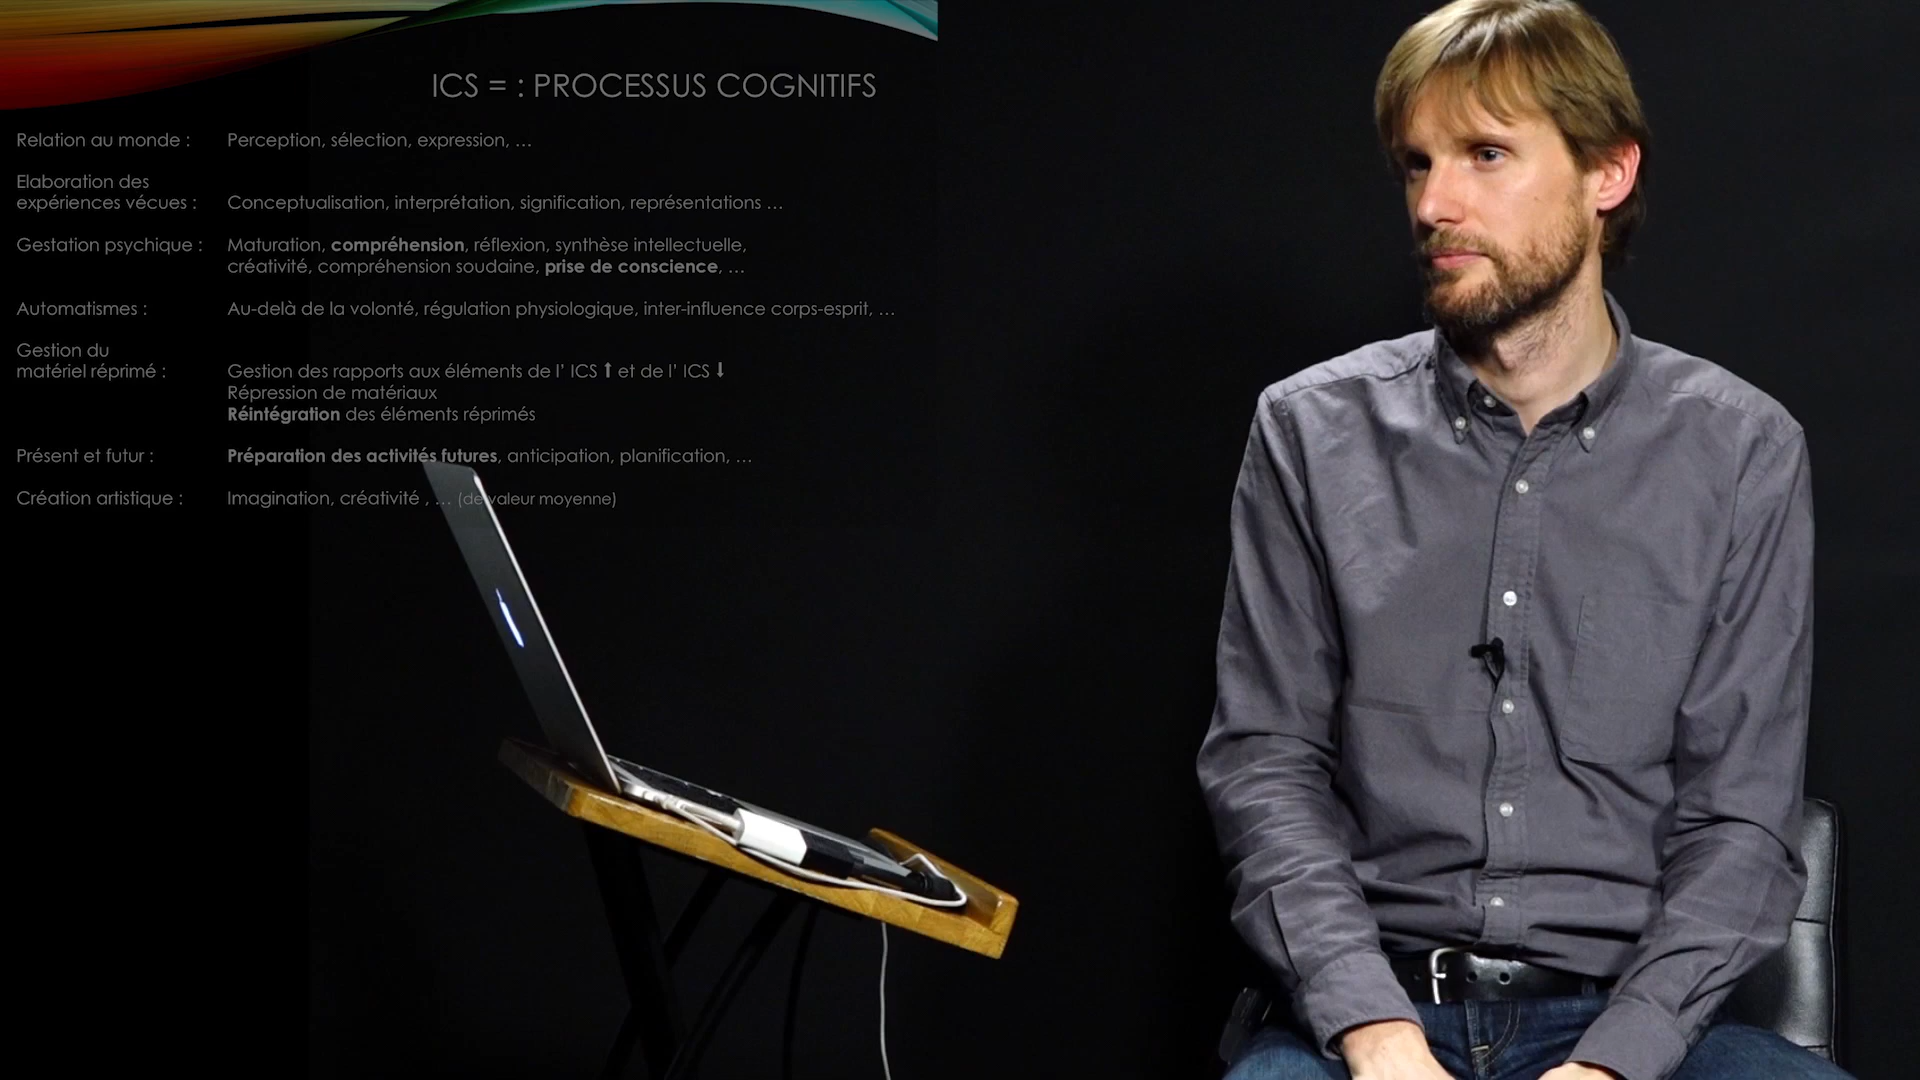 ICS = : PROCESSUS COGNITIFS
Relation au monde : Perception, sélection, expression, …
Elaboration des
expériences vécues : Conceptualisation, interprétation, signification, représentations …
Gestation psychique : Maturation, compréhension, réflexion, synthèse intellectuelle,
créativité, compréhension soudaine, prise de conscience, …
Automatismes : Au-delà de la volonté, régulation physiologique, inter-influence corps-esprit, …
Gestion du
matériel réprimé : Gestion des rapports aux éléments de l' ICS ⬆ et de l' ICS ⬇
Répression de matériaux
Réintégration des éléments réprimés
Présent et futur : Préparation des activités futures, anticipation, planification, …
Création artistique : Imagination, créativité , … (de valeur moyenne)